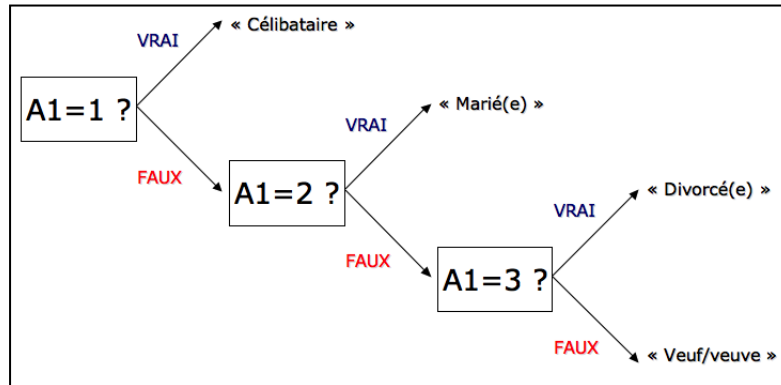 « Célibataire »
VRAI
A1=1 ?
« Marié(e) »
VRAI
FAUX
A1=2 ?
« Divorcé(e) »
VRAI
FAUX
A1=3 ?
FAUX
« Veuf/veuve »